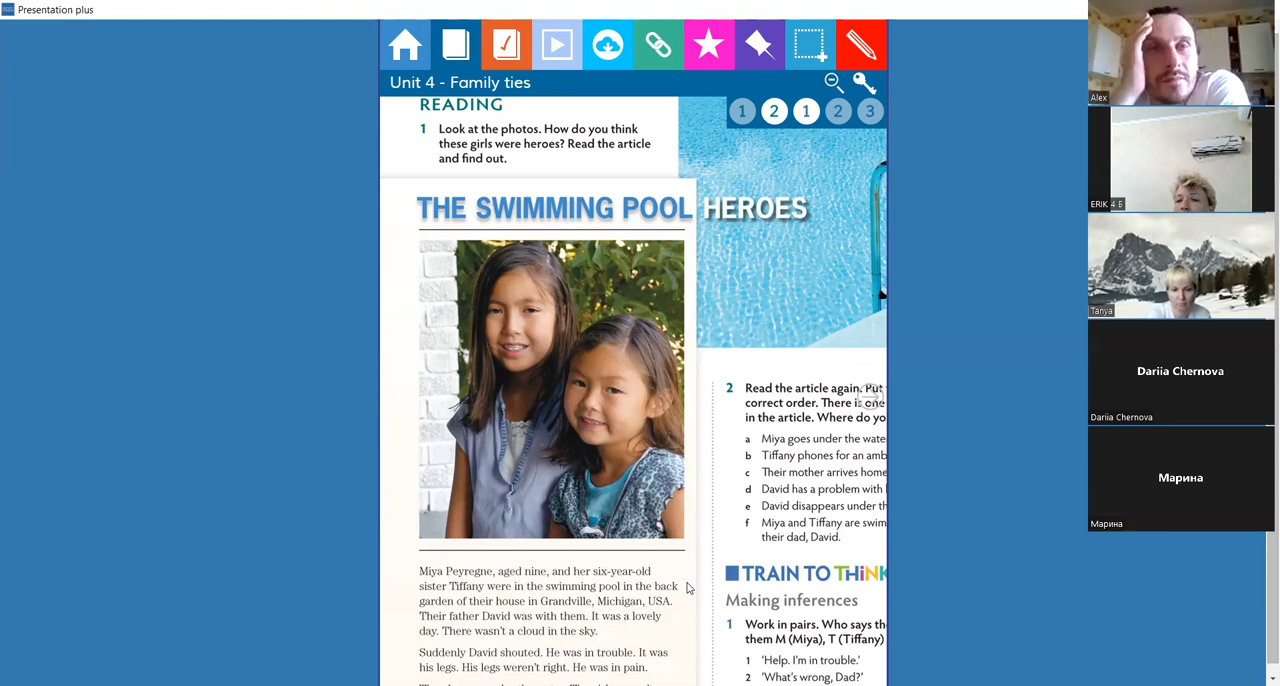 Presentation plus
Unit 4 - Family ties
READING
1 2 1 2 3
1 Look at the photos. How do you think
these girls were heroes? Read the article
and find out.
THE SWIMMING POOL HEROES
Miya Peyregne, aged nine, and her six-year-old
sister Tiffany were in the swimming pool in the back
garden of their house in Grandville, Michigan, USA.
Their father David was with them. It was a lovely
day. There wasn't a cloud in the sky.
Suddenly David shouted. He was in trouble. It was
his legs. His legs weren't right. He was in pain.
2 Read the article again. Put
correct order. There is one
in the article. Where do yo
a Miya goes under the wate
b Tiffany phones for an amb
c Their mother arrives home
d David has a problem with
e David disappears under th
f Miya and Tiffany are swim
their dad, David.
TRAIN TO THiNK
Making inferences
1 Work in pairs. Who says the
them M (Miya), T (Tiffany)
1 'Help. I'm in trouble.'
2 'What's wrong, Dad?'
Alex
ERIK 4 Б
Tanya
Dariia Chernova
Dariia Chernova
Марина
Марина